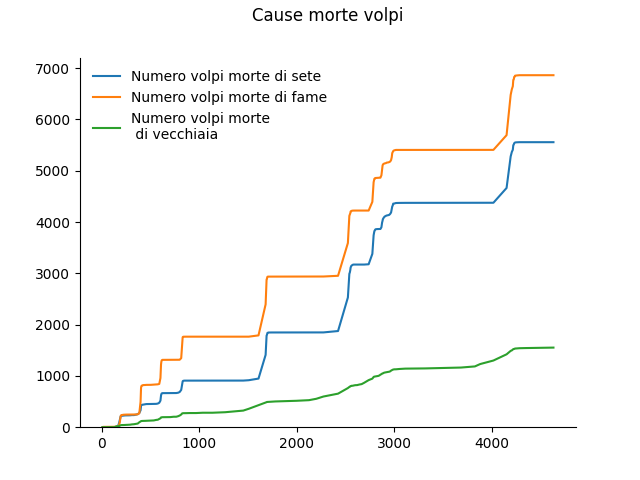 Cause morte volpi
Numero volpi morte di sete
Numero volpi morte di fame
Numero volpi morte
di vecchiaia
7000
6000
5000
4000
3000
2000
1000
0
0 1000 2000 3000 4000